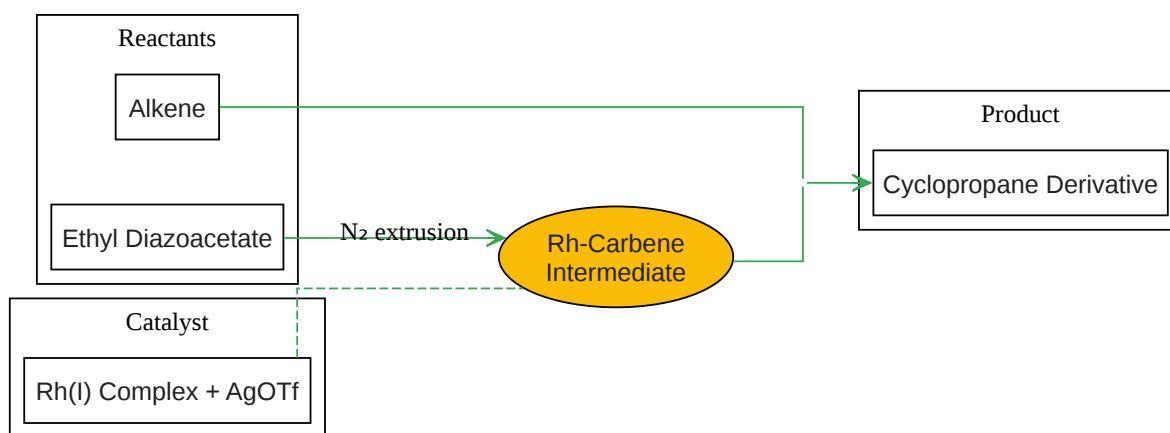 Reactants
Alkene
Ethyl Diazoacetate
N₂ extrusion
Rh-Carbene
Intermediate
Catalyst
Rh(I) Complex + AgOTf
Product
Cyclopropane Derivative